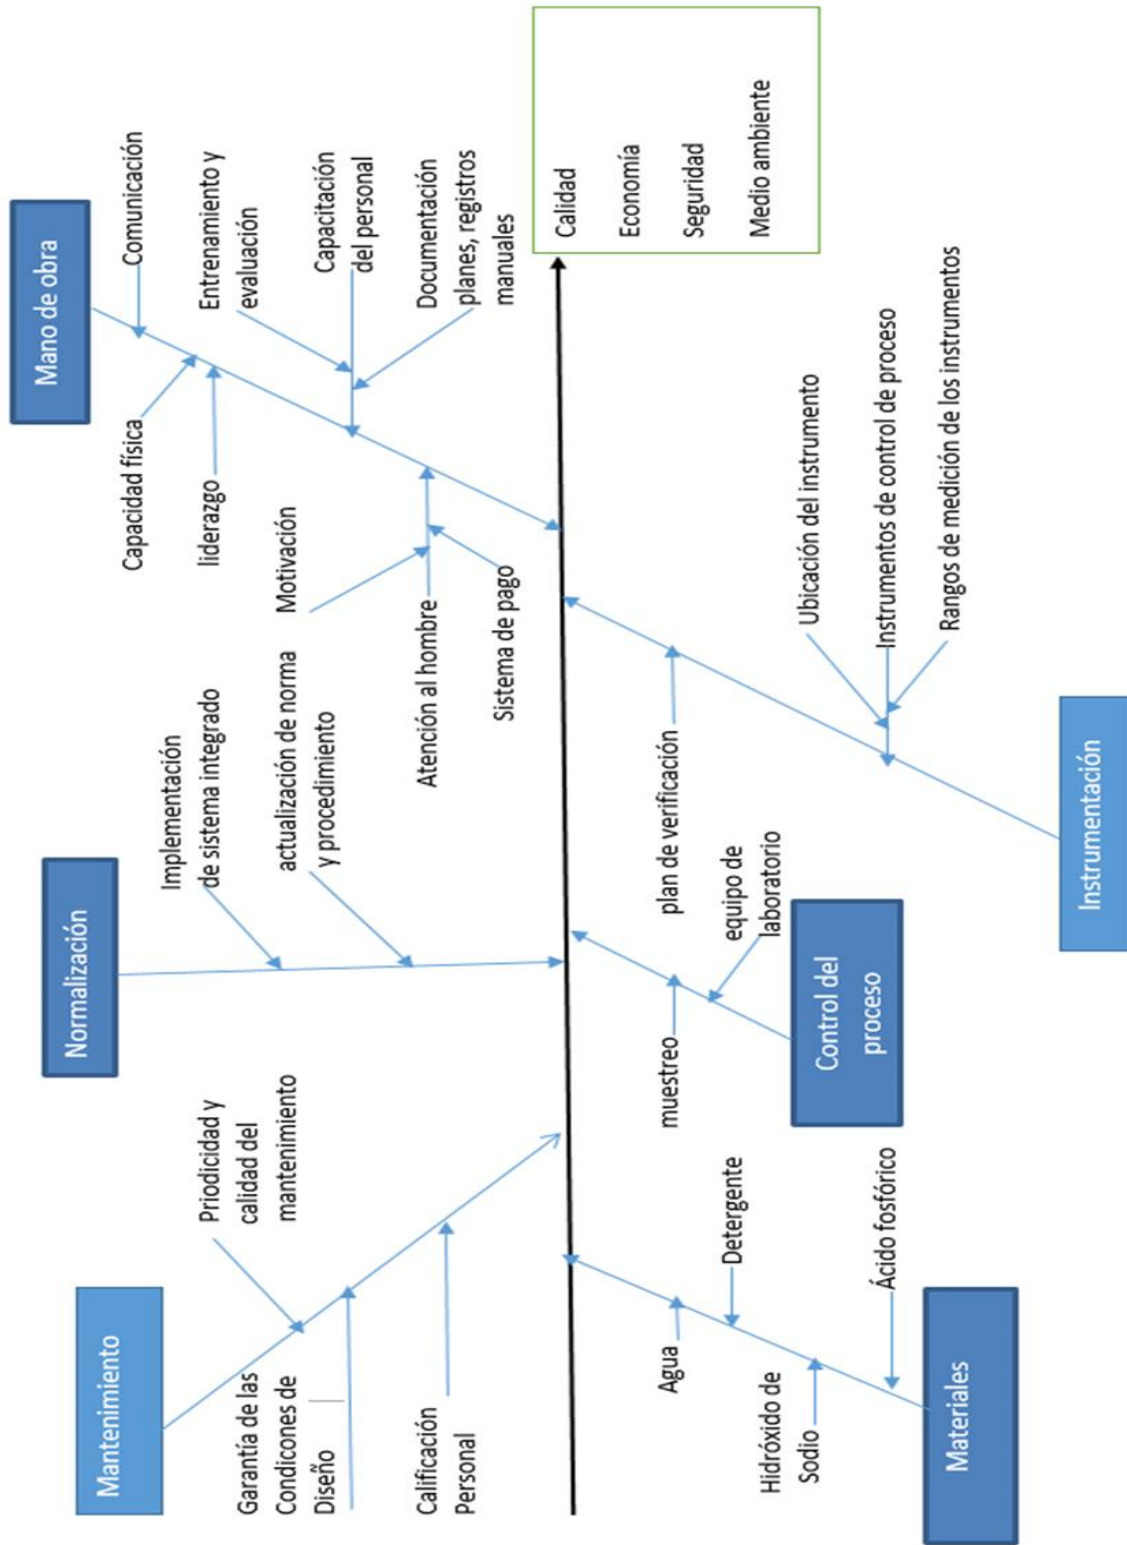 Mantenimiento
Priodicidad y
calidad del
mantenimiento
Garantía de las
Condicones de
Diseño
Calificación
Personal
Normalización
Implementación
de sistema integrado
actualización de norma
y procedimiento
Mano de obra
Comunicación
Capacidad física
liderazgo
Entrenamiento y
evaluación
Capacitación
del personal
Documentación
planes, registros
manuales
Motivación
Atención al hombre
Sistema de pago
Calidad
Economía
Seguridad
Medio ambiente
Agua
Detergente
Hidróxido de
Sodio
Ácido fosfórico
Materiales
muestreo
equipo de
laboratorio
Control del
proceso
plan de verificación
Ubicación del instrumento
Instrumentos de control de proceso
Rangos de medición de los instrumentos
Instrumentación